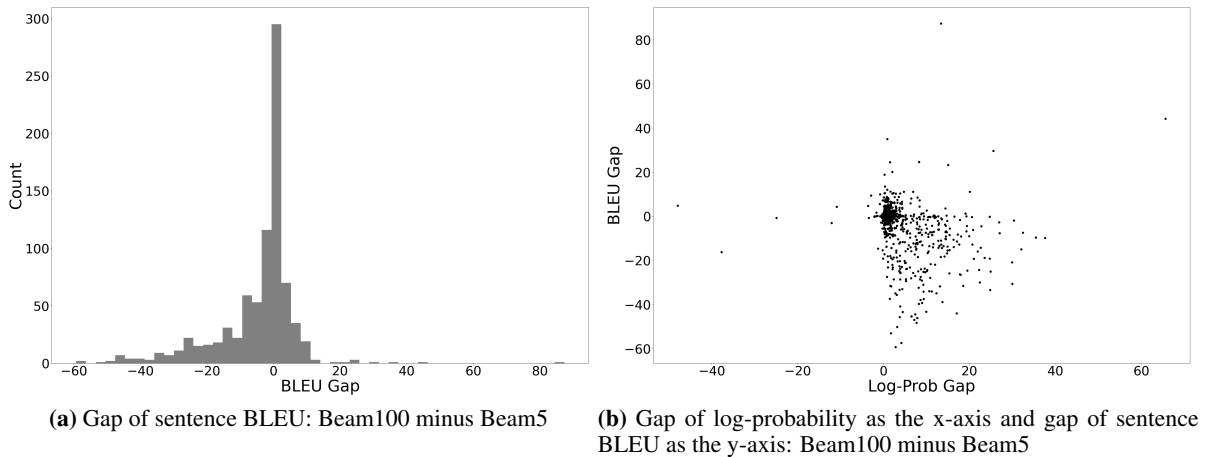 300
250
200
150
100
50
0
Count
−60 −40 −20 0 20 40 60 80
BLEU Gap
80
60
40
20
0
−20
−40
−60
BLEU Gap
−40 −20 0 20 40 60
Log-Prob Gap
(a) Gap of sentence BLEU: Beam100 minus Beam5
(b) Gap of log-probability as the x-axis and gap of sentence
BLEU as the y-axis: Beam100 minus Beam5